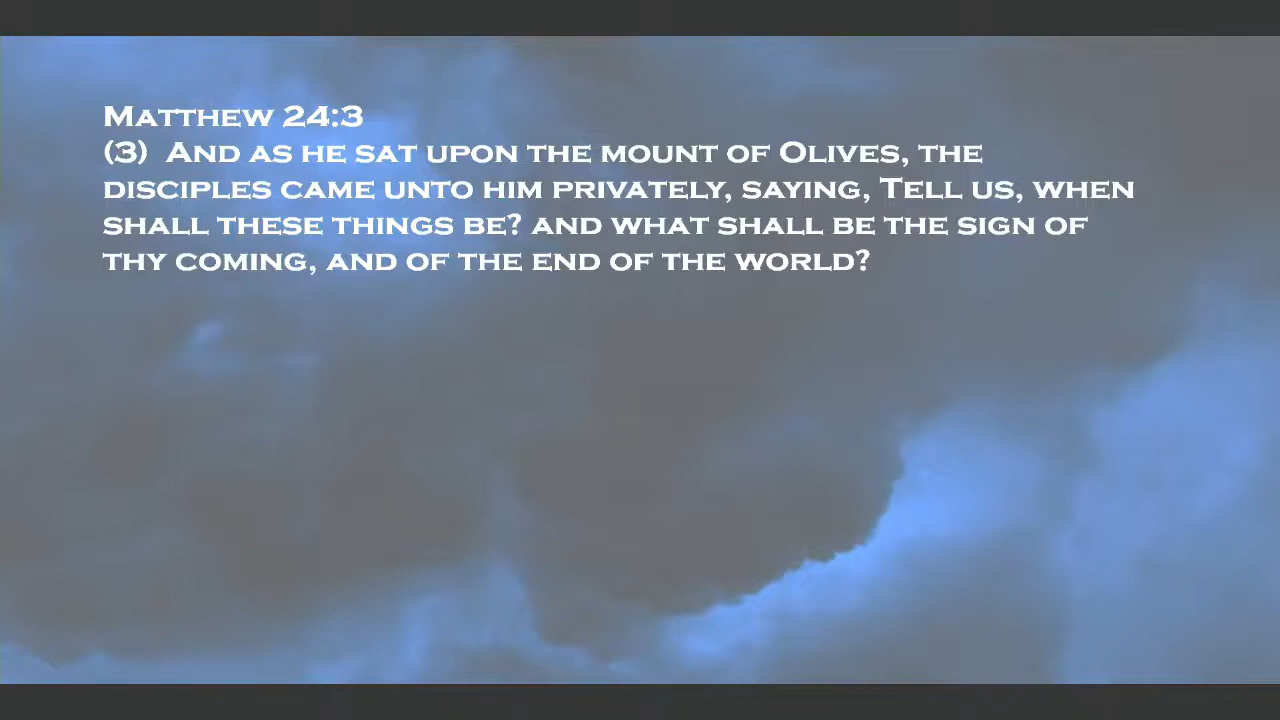 Matthew 24:3
(3) And as he sat upon the mount of Olives, the
disciples came unto him privately, saying, Tell us, when
shall these things be? and what shall be the sign of
thy coming, and of the end of the world?